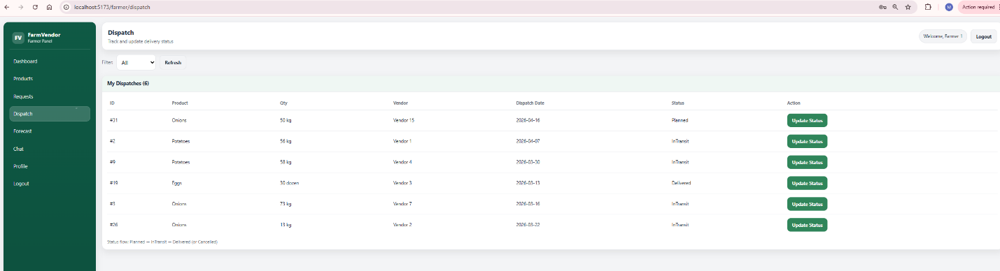 localhost:5173/farmer/dispatch
M
Action required
FV
FarmVendor
Farmer Panel
Dashboard
Products
Requests
Dispatch
Forecast
Chat
Profile
Logout
Dispatch
Track and update delivery status
Welcome, Farmer 1
Logout
Filter:
All
Refresh
My Dispatches (6)
ID Product Qty Vendor Dispatch Date Status Action
#31 Onions 50 kg Vendor 15 2026-04-16 Planned Update Status
#2 Potatoes 56 kg Vendor 1 2026-04-07 InTransit Update Status
#9 Potatoes 58 kg Vendor 4 2026-03-30 InTransit Update Status
#19 Eggs 30 dozen Vendor 3 2026-03-13 Delivered Update Status
#3 Onions 73 kg Vendor 7 2026-03-16 InTransit Update Status
#26 Onions 13 kg Vendor 2 2026-03-22 InTransit Update Status
Status flow: Planned — InTransit — Delivered (or Cancelled)